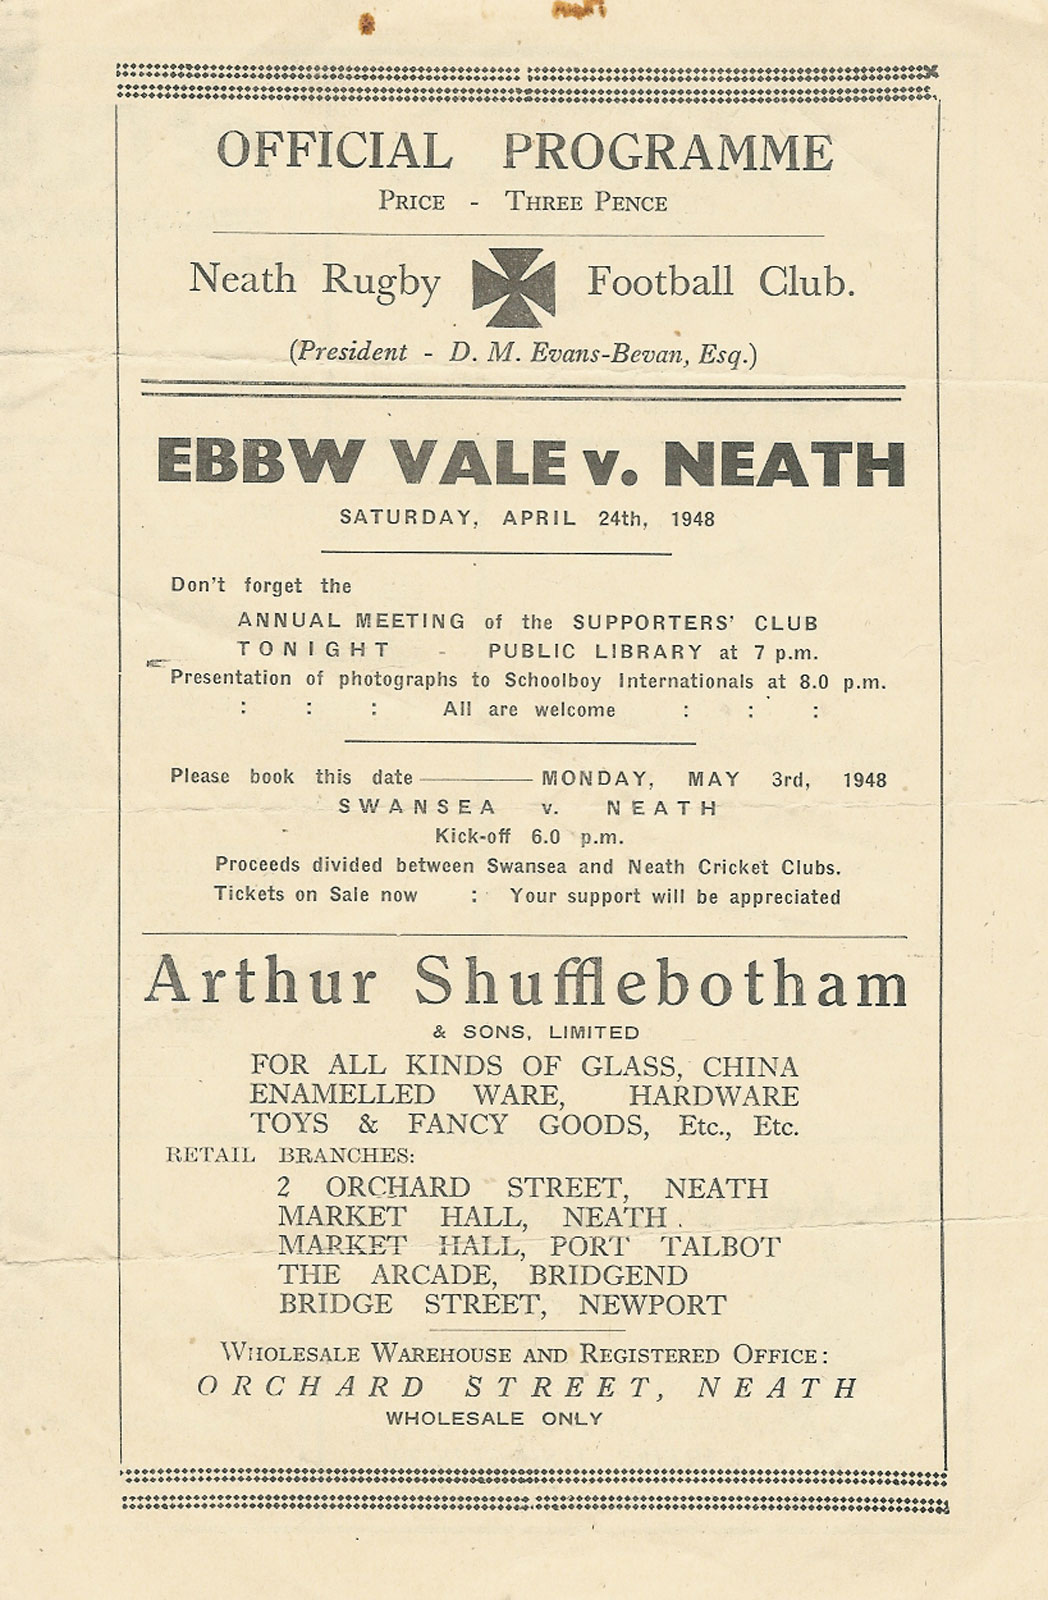 OFFICIAL PROGRAMME
PRICE - THREE PENCE
Neath Rugby Football Club.
(President - D. M. Evans-Bevan, Esq.)
EBBW VALE v. NEATH
SATURDAY, APRIL 24th, 1948
Don't forget the
ANNUAL MEETING of the SUPPORTERS' CLUB
TONIGHT - PUBLIC LIBRARY at 7 p.m.
Presentation of photographs to Schoolboy Internationals at 8.0 p.m.
: : : All are welcome : : :
Please book this date ——— MONDAY, MAY 3rd, 1948
SWANSEA v. NEATH
Kick-off 6.0 p.m.
Proceeds divided between Swansea and Neath Cricket Clubs.
Tickets on Sale now : Your support will be appreciated
Arthur Shufflebotham
& SONS, LIMITED
FOR ALL KINDS OF GLASS, CHINA
ENAMELLED WARE, HARDWARE
TOYS & FANCY GOODS, Etc., Etc.
RETAIL BRANCHES:
2 ORCHARD STREET, NEATH
MARKET HALL, NEATH.
MARKET HALL, PORT TALBOT
THE ARCADE, BRIDGEND
BRIDGE STREET, NEWPORT
WHOLESALE WAREHOUSE AND REGISTERED OFFICE:
ORCHARD STREET, NEATH
WHOLESALE ONLY